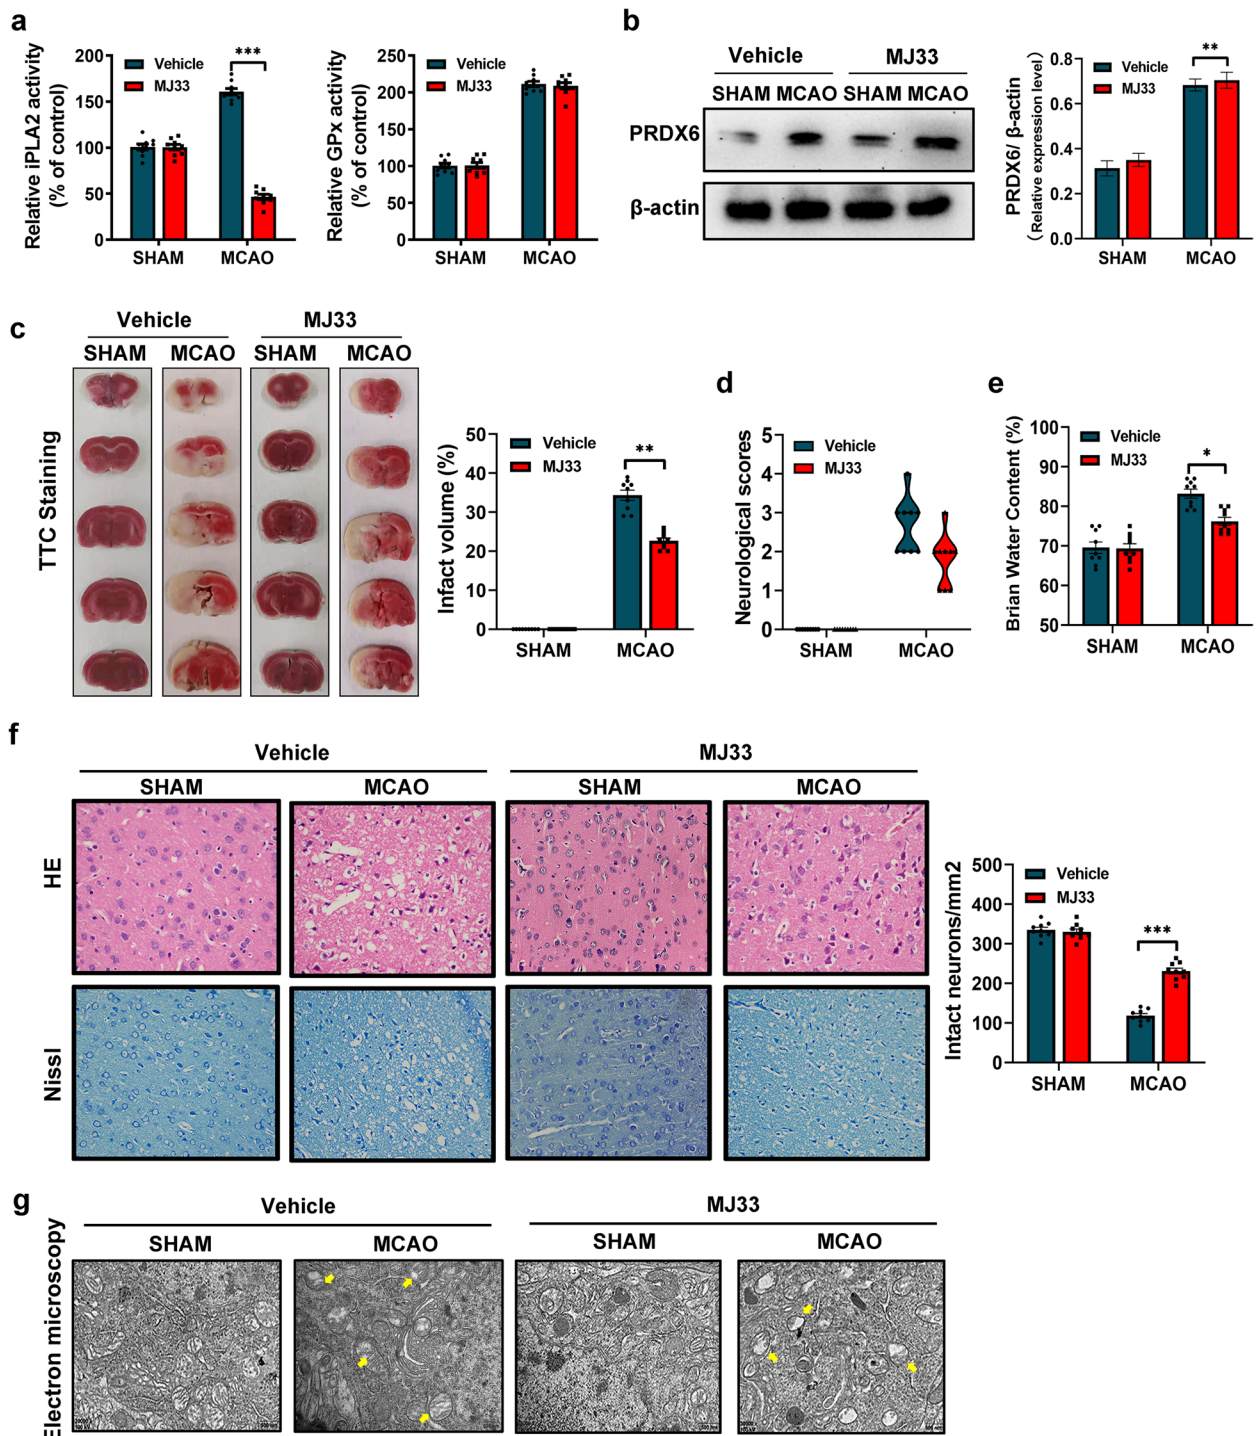 a
Relative iPLA2 activity
(% of control)
200
150
100
50
0
Vehicle
MJ33
***
SHAM
MCAO
Relative GPx activity
(% of control)
250
200
150
100
50
0
Vehicle
MJ33
SHAM
MCAO
b
Vehicle
MJ33
SHAM MCAO SHAM MCAO
PRDX6
β-actin
PRDX6/ β-actin
(Relative expression level)
0.8
0.6
0.4
0.2
0.0
Vehicle
MJ33
**
SHAM
MCAO
c
Vehicle
MJ33
SHAM MCAO SHAM MCAO
TTC Staining
Infact volume (%)
50
40
30
20
10
0
Vehicle
MJ33
**
SHAM
MCAO
d
Neurological scores
5
4
3
2
1
0
Vehicle
MJ33
SHAM
MCAO
e
Brian Water Content (%)
100
90
80
70
60
50
Vehicle
MJ33
*
SHAM
MCAO
f
Vehicle
MJ33
SHAM
MCAO
SHAM
MCAO
HE
Nissl
Intact neurons/mm2
500
400
300
200
100
0
Vehicle
MJ33
***
SHAM
MCAO
g
Vehicle
MJ33
SHAM
MCAO
SHAM
MCAO
Electron microscopy